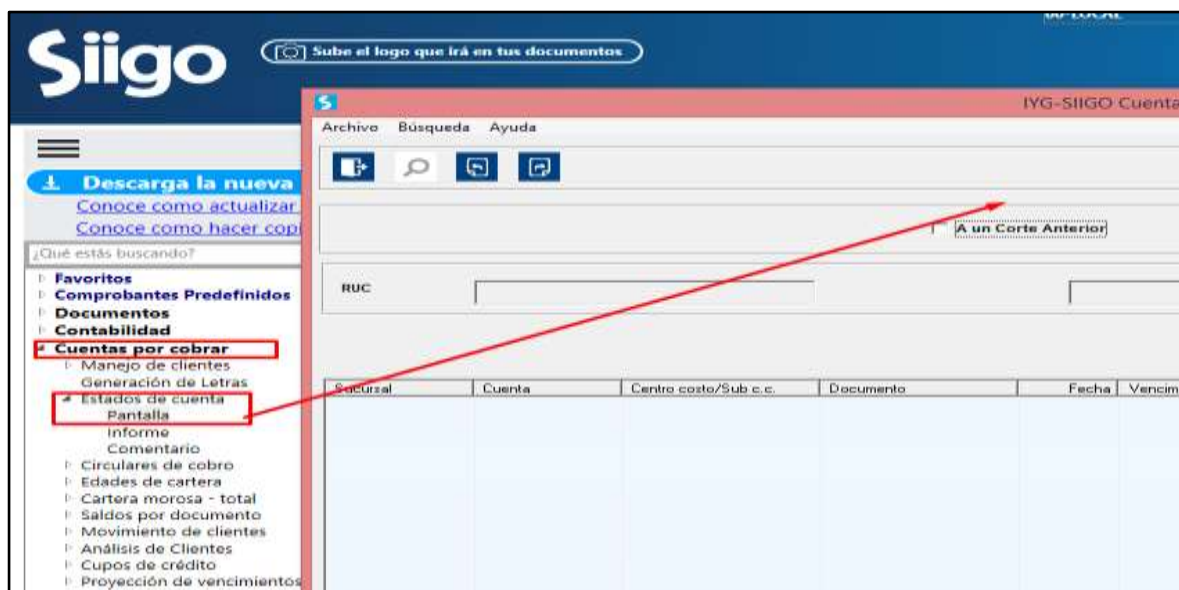 Siigo
Sube el logo que irá en tus documentos
IYG-SIIGO Cuenta
Archivo Búsqueda Ayuda
Descarga la nueva
Conoce como actualizar
Conoce como hacer copi
¿Qué estás buscando?
A un Corte Anterior
RUC
Favoritos
Comprobantes Predefinidos
Documentos
Contabilidad
Cuentas por cobrar
Manejo de clientes
Generación de Letras
Estados de cuenta
Pantalla
Informe
Comentario
Circulares de cobro
Edades de cartera
Cartera morosa - total
Saldos por documento
Movimiento de clientes
Análisis de Clientes
Cupos de crédito
Proyección de vencimientos
Sucursal Cuenta Centro costo/Sub c.c. Documento Fecha Vencim